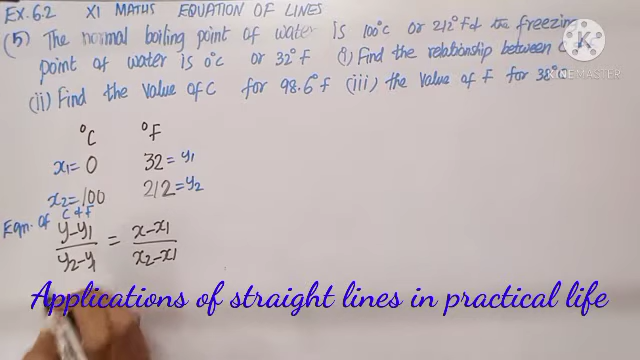 EX.6.2 XI MATHS EQUATION OF LINES
(5) The normal boiling point of water is 100°C or 212°F & the freezing
point of water is 0°C or 32°F (i) Find the relationship between C
(ii) Find the value of C for 98.6°F (iii) the value of F for 38°C
K
KINEMASTER
°C °F
x1 = 0 32 = y1
x2 = 100 212 = y2
Eqn. of C & F
y-y1 / y2-y1 = x-x1 / x2-x1
Applications of straight lines in practical life